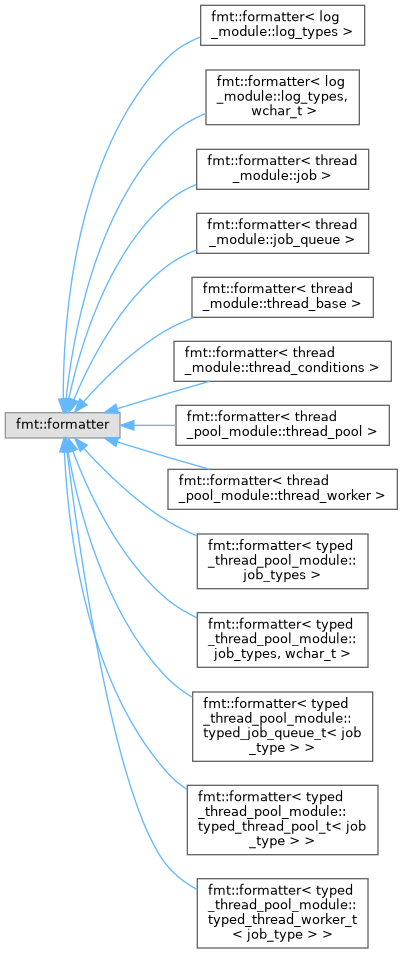 fmt::formatter< log
_module::log_types >
fmt::formatter< log
_module::log_types,
wchar_t >
fmt::formatter< thread
_module::job >
fmt::formatter< thread
_module::job_queue >
fmt::formatter< thread
_module::thread_base >
fmt::formatter< thread
_module::thread_conditions >
fmt::formatter
fmt::formatter< thread
_pool_module::thread_pool >
fmt::formatter< thread
_pool_module::thread_worker >
fmt::formatter< typed
_thread_pool_module::
job_types >
fmt::formatter< typed
_thread_pool_module::
job_types, wchar_t >
fmt::formatter< typed
_thread_pool_module::
typed_job_queue_t< job
_type > >
fmt::formatter< typed
_thread_pool_module::
typed_thread_pool_t< job
_type > >
fmt::formatter< typed
_thread_pool_module::
typed_thread_worker_t
< job_type > >